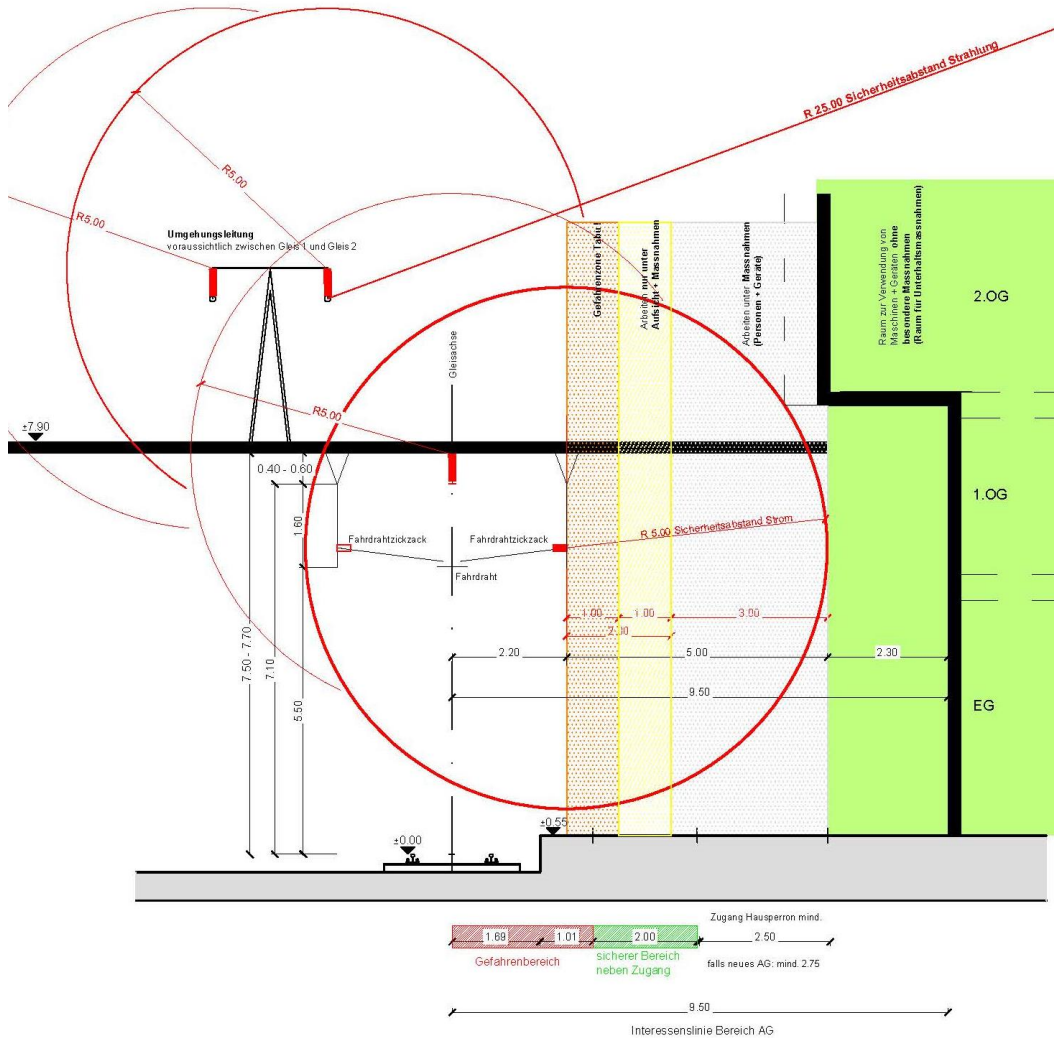 R 25.00 Sicherheitsabstand Strahlung
R5.00
R5.00
Umgehungsleitung
voraussichtlich zwischen Gleis 1 und Gleis 2
Gleisachse
Gefahrenzone Tabu !
Arbeiten nur unter
Aufsicht + Massnahmen
Arbeiten unter Massnahmen
(Personen + Geräte)
Raum zur Verwendung von
Maschinen + Geräten ohne
besondere Massnahmen
(Raum für Unterhaltsmassnahmen)
2.OG
R5.00
±7.90
0.40 - 0.60
1.60
1.OG
Fahrdrahtzickzack
Fahrdrahtzickzack
R 5.00 Sicherheitsabstand Strom
Fahrdraht
1.00
1.00
3.00
2.00
7.50 - 7.70
7.10
5.50
2.20
5.00
2.30
9.50
EG
±0.00
±0.55
1.69
1.01
2.00
Zugang Hausperron mind.
2.50
Gefahrenbereich
sicherer Bereich
neben Zugang
falls neues AG: mind. 2.75
9.50
Interessenslinie Bereich AG